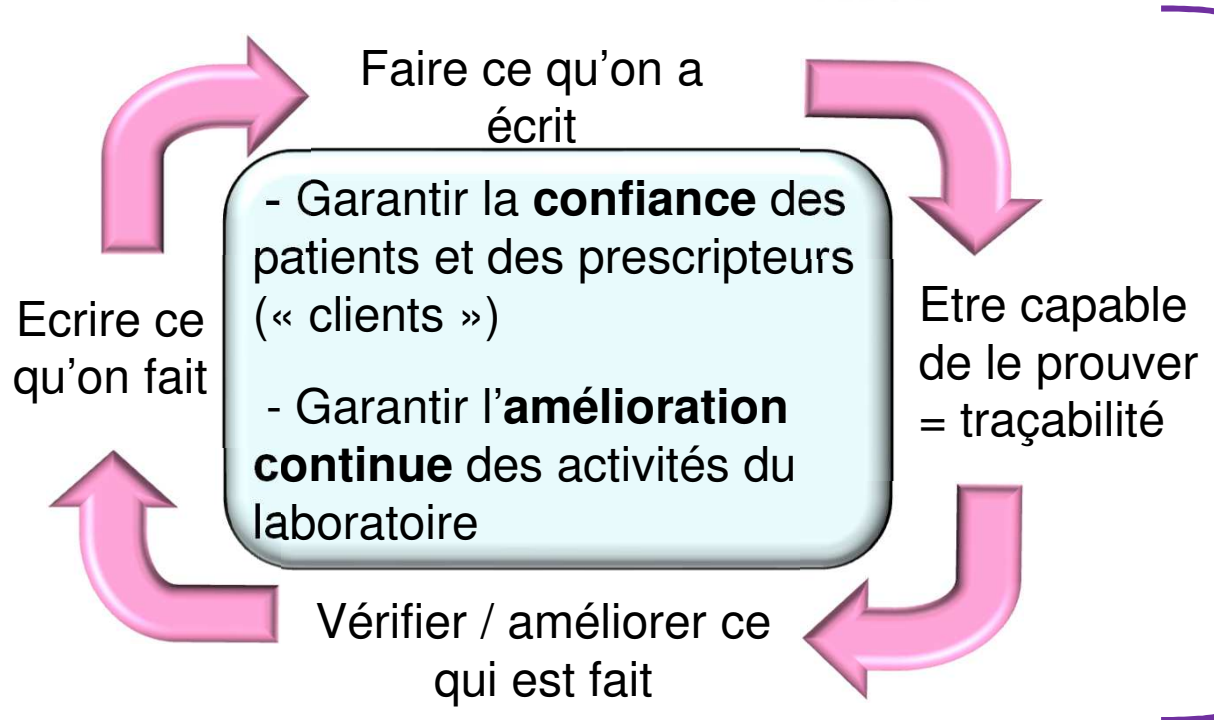 Faire ce qu’on a
écrit
- Garantir la confiance des
patients et des prescripteurs
(« clients »)
- Garantir l’amélioration
continue des activités du
laboratoire
Ecrire ce
qu’on fait
Etre capable
de le prouver
= traçabilité
Vérifier / améliorer ce
qui est fait